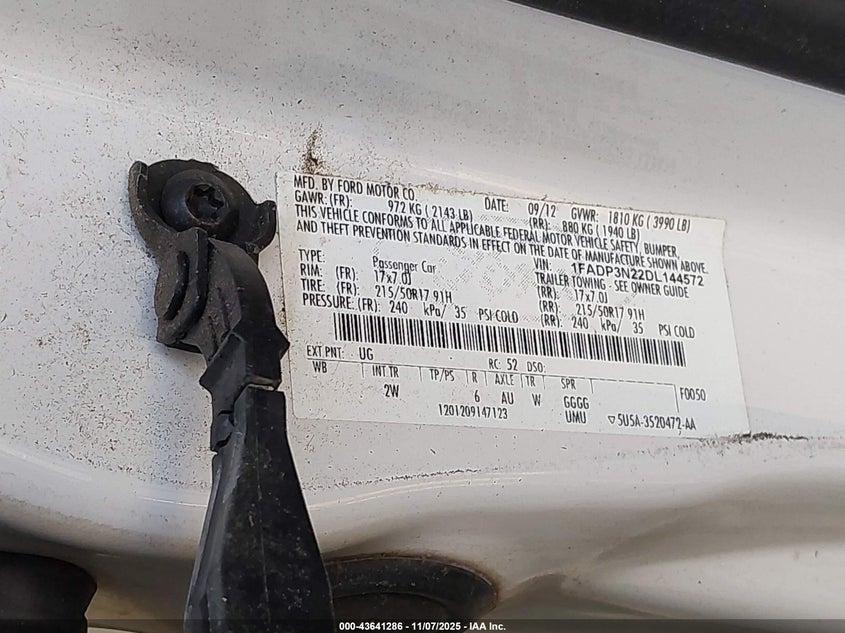 MFD. BY FORD MOTOR CO. DATE: 09/12 GVWR: 1810 KG ( 3990 LB)
GAWR: (FR): 972 KG ( 2143 LB) (RR): 880 KG ( 1940 LB)
THIS VEHICLE CONFORMS TO ALL APPLICABLE FEDERAL MOTOR VEHICLE SAFETY, BUMPER,
AND THEFT PREVENTION STANDARDS IN EFFECT ON THE DATE OF MANUFACTURE SHOWN ABOVE.
VIN: 1FADP3N22DL144572
TYPE: Passenger Car TRAILER TOWING - SEE OWNER GUIDE
RIM: (FR) 17x7.0J (RR): 17x7.0J
TIRE: (FR): 215/50R17 91H (RR): 215/50R17 91H
PRESSURE: (FR): 240 kPa/ 35 PSI COLD (RR): 240 kPa/ 35 PSI COLD
EXT PNT: UG RC: 52 DSO:
WB INT TR TP/PS R AXLE TR SPR F0050
2W 6 AU W GGGG
UMU
1201209147123 ▽5U5A-3520472-AA
000-43641286 - 11/07/2025 - IAA Inc.